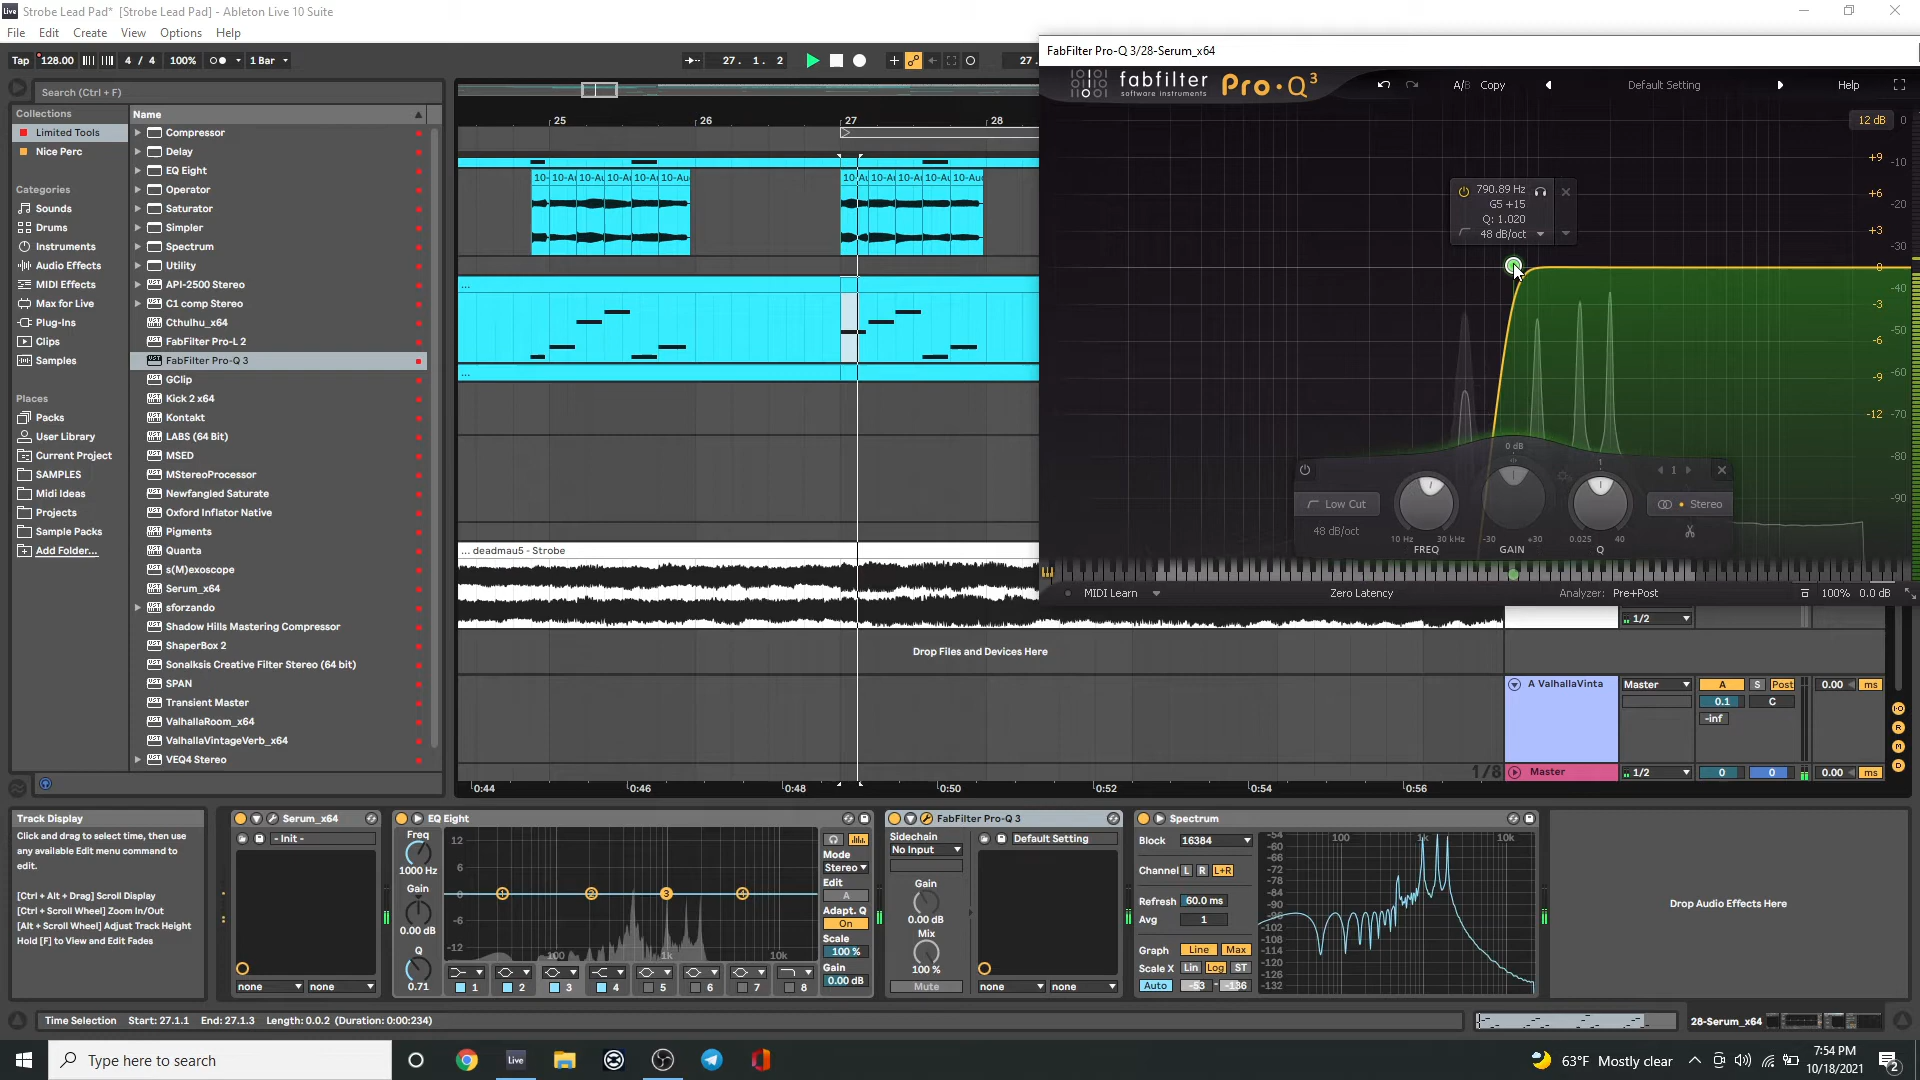 Strobe Lead Pad* [Strobe Lead Pad] - Ableton Live 10 Suite
File Edit Create View Options Help
Tap 128.00 4 / 4 100% 1 Bar 27. 1. 2 27.
Search (Ctrl + F)
Collections
Limited Tools
Nice Perc
Categories
Sounds
Drums
Instruments
Audio Effects
MIDI Effects
Max for Live
Plug-Ins
Clips
Samples
Places
Packs
User Library
Current Project
SAMPLES
Midi Ideas
Projects
Sample Packs
Add Folder...
Name
Compressor
Delay
EQ Eight
Operator
Saturator
Simpler
Spectrum
Utility
API-2500 Stereo
C1 comp Stereo
Cthulhu_x64
FabFilter Pro-L 2
FabFilter Pro-Q 3
GClip
Kick 2 x64
Kontakt
LABS (64 Bit)
MSED
MStereoProcessor
Newfangled Saturate
Oxford Inflator Native
Pigments
Quanta
s(M)exoscope
Serum_x64
sforzando
Shadow Hills Mastering Compressor
ShaperBox 2
Sonalksis Creative Filter Stereo (64 bit)
SPAN
Transient Master
ValhallaRoom_x64
ValhallaVintageVerb_x64
VEQ4 Stereo
25 26 27 28
10- 10-Au 10-Au 10-Au 10-Au 10-Au
10-Au 10-Au 10-Au 10-Au 10-Au
...
...
... deadmau5 - Strobe
Drop Files and Devices Here
0:44 0:46 0:48 0:50 0:52 0:54 0:56
1/8
FabFilter Pro-Q 3/28-Serum_x64
fabfilter Pro·Q3
software instruments
A/B Copy Default Setting Help
12 dB 0
+9 -10
+6 -20
+3 -30
0 -40
-3 -50
-6 -60
-9 -70
-12 -80
-90
790.89 Hz
G5 +15
Q: 1.020
48 dB/oct
0 dB
1
1
Low Cut
48 dB/oct
Stereo
10 Hz 30 kHz -30 +30 0.025 40
FREQ GAIN Q
MIDI Learn Zero Latency Analyzer: Pre+Post 100% 0.0 dB
1/2
A ValhallaVinta Master A S Post 0.00 ms
0.1 C
-inf
Master 1/2 0 0 0.00 ms
Track Display
Click and drag to select time, then use
any available Edit menu command to
edit.
[Ctrl + Alt + Drag] Scroll Display
[Ctrl + Scroll Wheel] Zoom In/Out
[Alt + Scroll Wheel] Adjust Track Height
Hold [F] to View and Edit Fades
Serum_x64
- Init -
none none
EQ Eight
Freq
1000 Hz
Gain
0.00 dB
Q
0.71
12
6
0
-6
-12
100 1k 10k
1 2 3 4
1 2 3 4 5 6 7 8
Mode
Stereo
Edit
A
Adapt. Q
On
Scale
100 %
Gain
0.00 dB
FabFilter Pro-Q 3
Sidechain
No Input
Gain
0.00 dB
Mix
100 %
Mute
Default Setting
none none
Spectrum
Block 16384
Channel L R L+R
Refresh 60.0 ms
Avg 1
Graph Line Max
Scale X Lin Log ST
Auto -53 - -136
100 1k 10k
-54
-60
-66
-72
-78
-84
-90
-96
-102
-108
-114
-120
-126
-132
Drop Audio Effects Here
Time Selection Start: 27.1.1 End: 27.1.3 Length: 0.0.2 (Duration: 0:00:234)
28-Serum_x64
Type here to search
Live
63°F Mostly clear
7:54 PM
10/18/2021
2